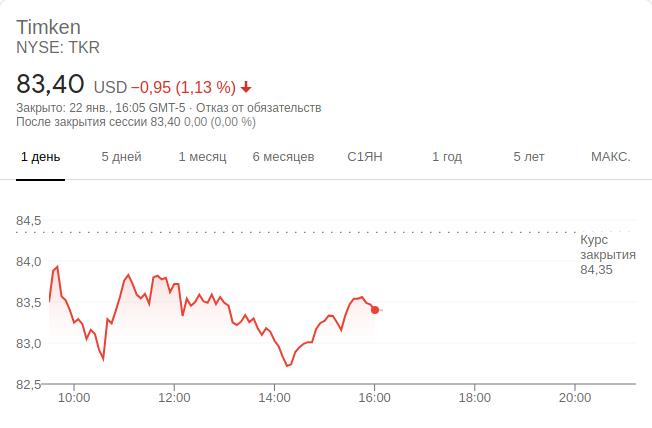 Timken
NYSE: TKR
83,40 USD −0,95 (1,13 %)
Закрыто: 22 янв., 16:05 GMT-5 · Отказ от обязательств
После закрытия сессии 83,40 0,00 (0,00 %)
1 день 5 дней 1 месяц 6 месяцев С1ЯН 1 год 5 лет МАКС.
84,5
Курс
закрытия
84,35
84,0
83,5
83,0
82,5
10:00 12:00 14:00 16:00 18:00 20:00